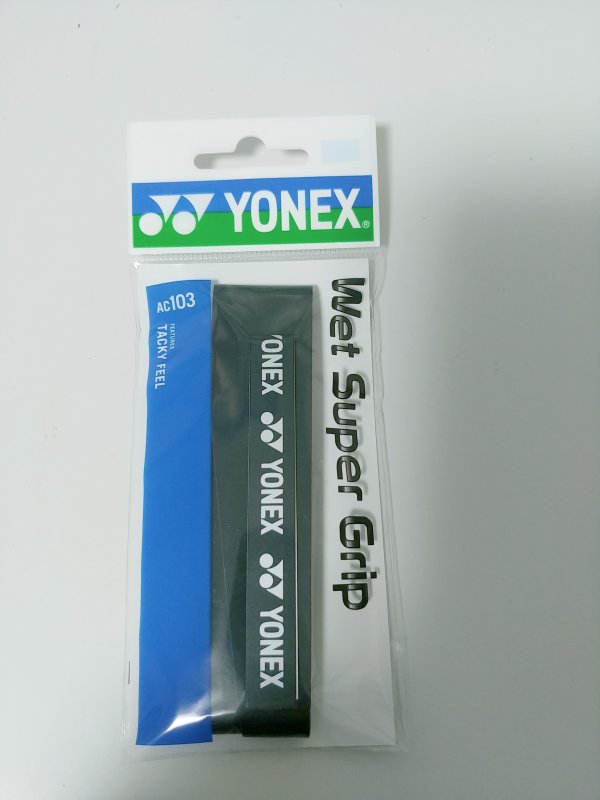 YONEX®
AC103
FEATURES
TACKY FEEL
YONEX
YONEX
YONEX
Wet Super Grip